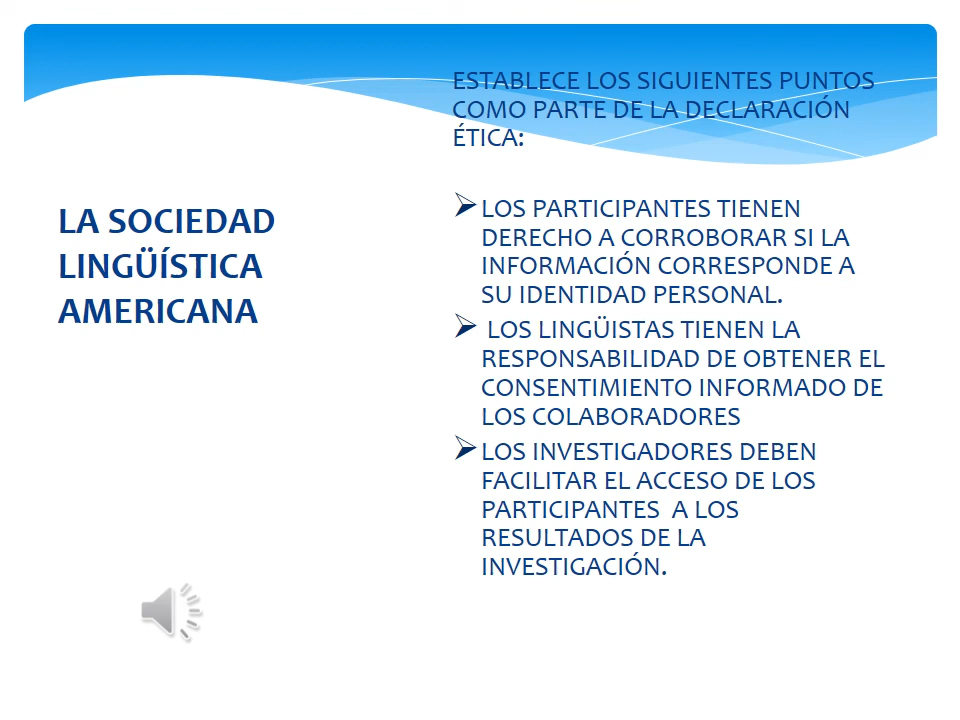 LA SOCIEDAD
LINGÜÍSTICA
AMERICANA
ESTABLECE LOS SIGUIENTES PUNTOS
COMO PARTE DE LA DECLARACIÓN
ÉTICA:
➢LOS PARTICIPANTES TIENEN
DERECHO A CORROBORAR SI LA
INFORMACIÓN CORRESPONDE A
SU IDENTIDAD PERSONAL.
➢ LOS LINGÜISTAS TIENEN LA
RESPONSABILIDAD DE OBTENER EL
CONSENTIMIENTO INFORMADO DE
LOS COLABORADORES
➢LOS INVESTIGADORES DEBEN
FACILITAR EL ACCESO DE LOS
PARTICIPANTES  A LOS
RESULTADOS DE LA
INVESTIGACIÓN.